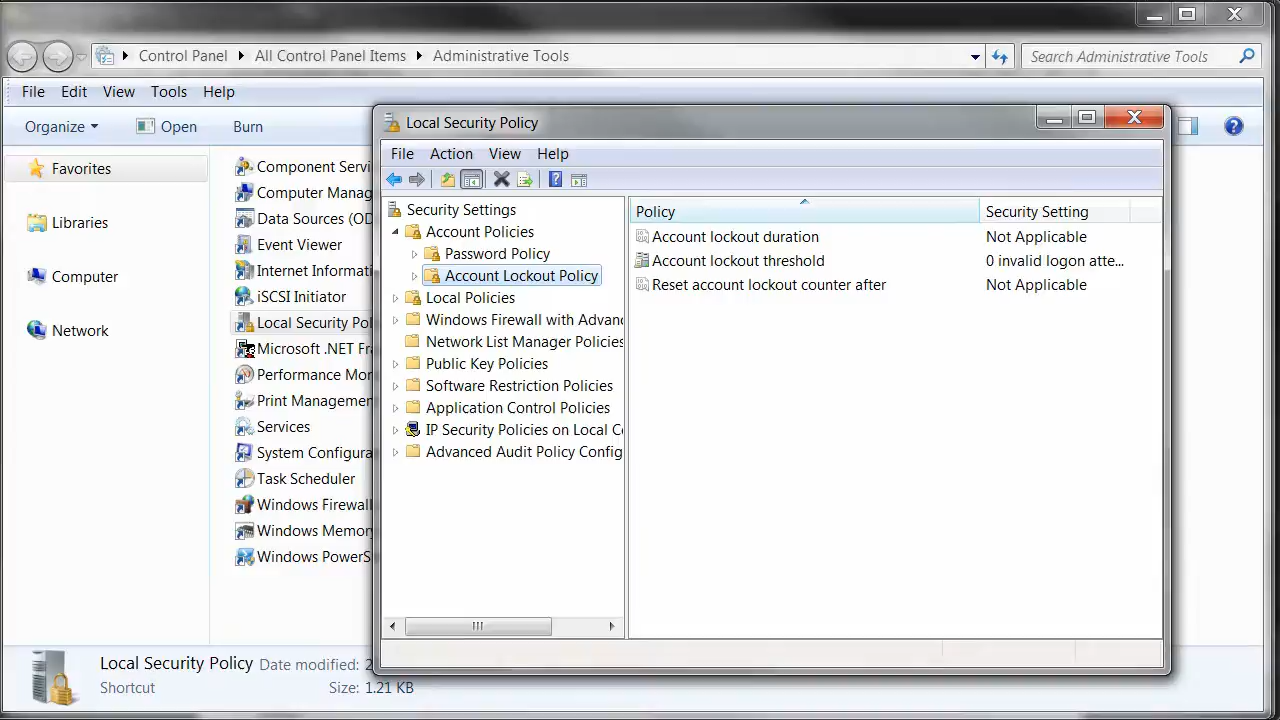 Control Panel All Control Panel Items Administrative Tools Search Administrative Tools
File Edit View Tools Help
Organize Open Burn
Favorites
Libraries
Computer
Network
Component Servi
Computer Manag
Data Sources (OD
Event Viewer
Internet Informati
iSCSI Initiator
Local Security Pol
Microsoft .NET Fra
Performance Mor
Print Management
Services
System Configura
Task Scheduler
Windows Firewall
Windows Memory
Windows PowerS
Local Security Policy
File Action View Help
Security Settings
Account Policies
Password Policy
Account Lockout Policy
Local Policies
Windows Firewall with Advanc
Network List Manager Policies
Public Key Policies
Software Restriction Policies
Application Control Policies
IP Security Policies on Local Co
Advanced Audit Policy Config
Policy Security Setting
Account lockout duration Not Applicable
Account lockout threshold 0 invalid logon atte...
Reset account lockout counter after Not Applicable
Local Security Policy Date modified: 2
Shortcut Size: 1.21 KB